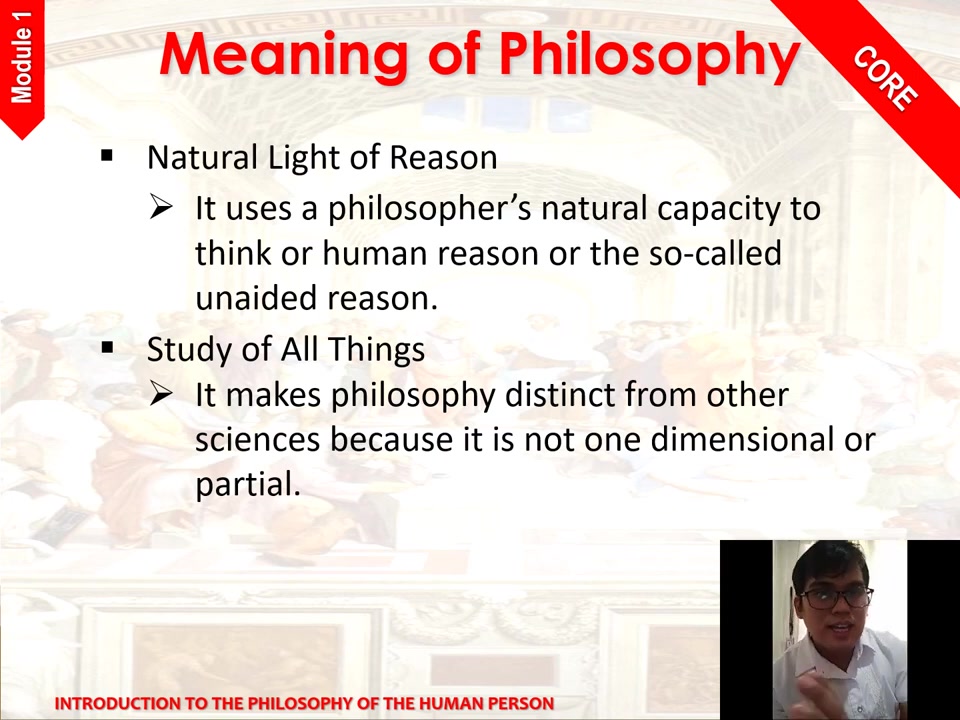 Module 1
Meaning of Philosophy
CORE
▪ Natural Light of Reason
➢ It uses a philosopher’s natural capacity to
think or human reason or the so-called
unaided reason.
▪ Study of All Things
➢ It makes philosophy distinct from other
sciences because it is not one dimensional or
partial.
INTRODUCTION TO THE PHILOSOPHY OF THE HUMAN PERSON